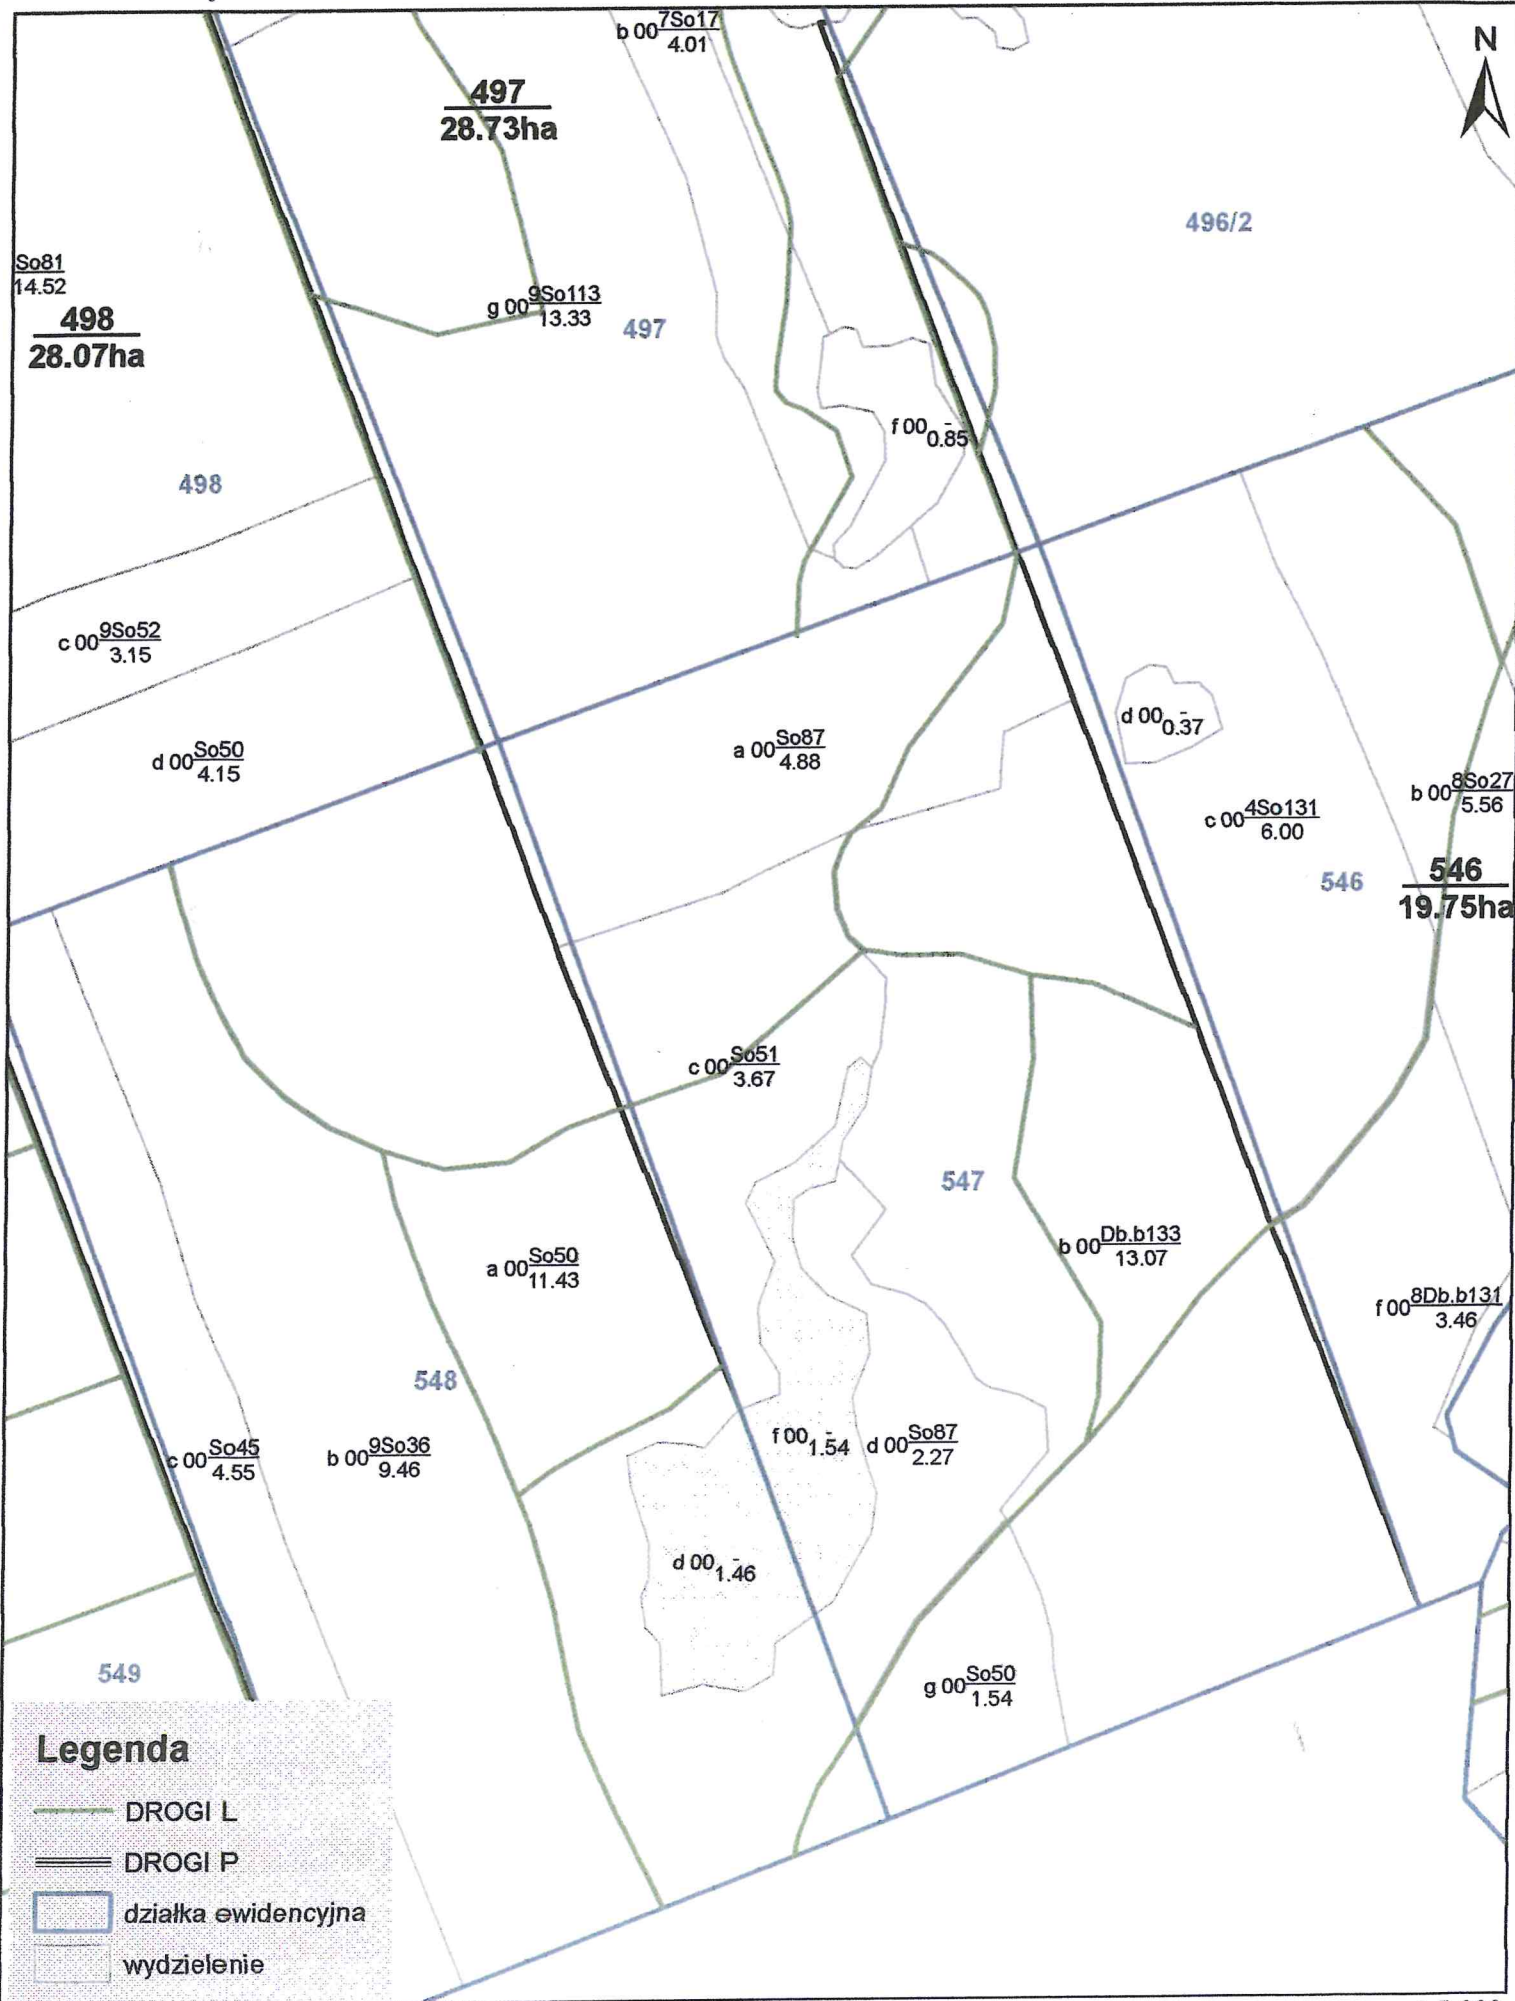 b 00 7So17
4.01
N
497
28.73ha
496/2
So81
14.52
g 00 9So113
13.33
498
28.07ha
497
f 00 -
0.85
498
c 00 9So52
3.15
d 00 So50
4.15
a 00 So87
4.88
d 00 -
0.37
b 00 8So27
5.56
c 00 4So131
6.00
546
546
19.75ha
c 00 So51
3.67
547
b 00 Db.b133
13.07
a 00 So50
11.43
f 00 8Db.b131
3.46
548
c 00 So45
4.55
b 00 9So36
9.46
f 00 -
1.54
d 00 So87
2.27
d 00 -
1.46
549
g 00 So50
1.54
Legenda
DROGI L
DROGI P
działka ewidencyjna
wydzielenie